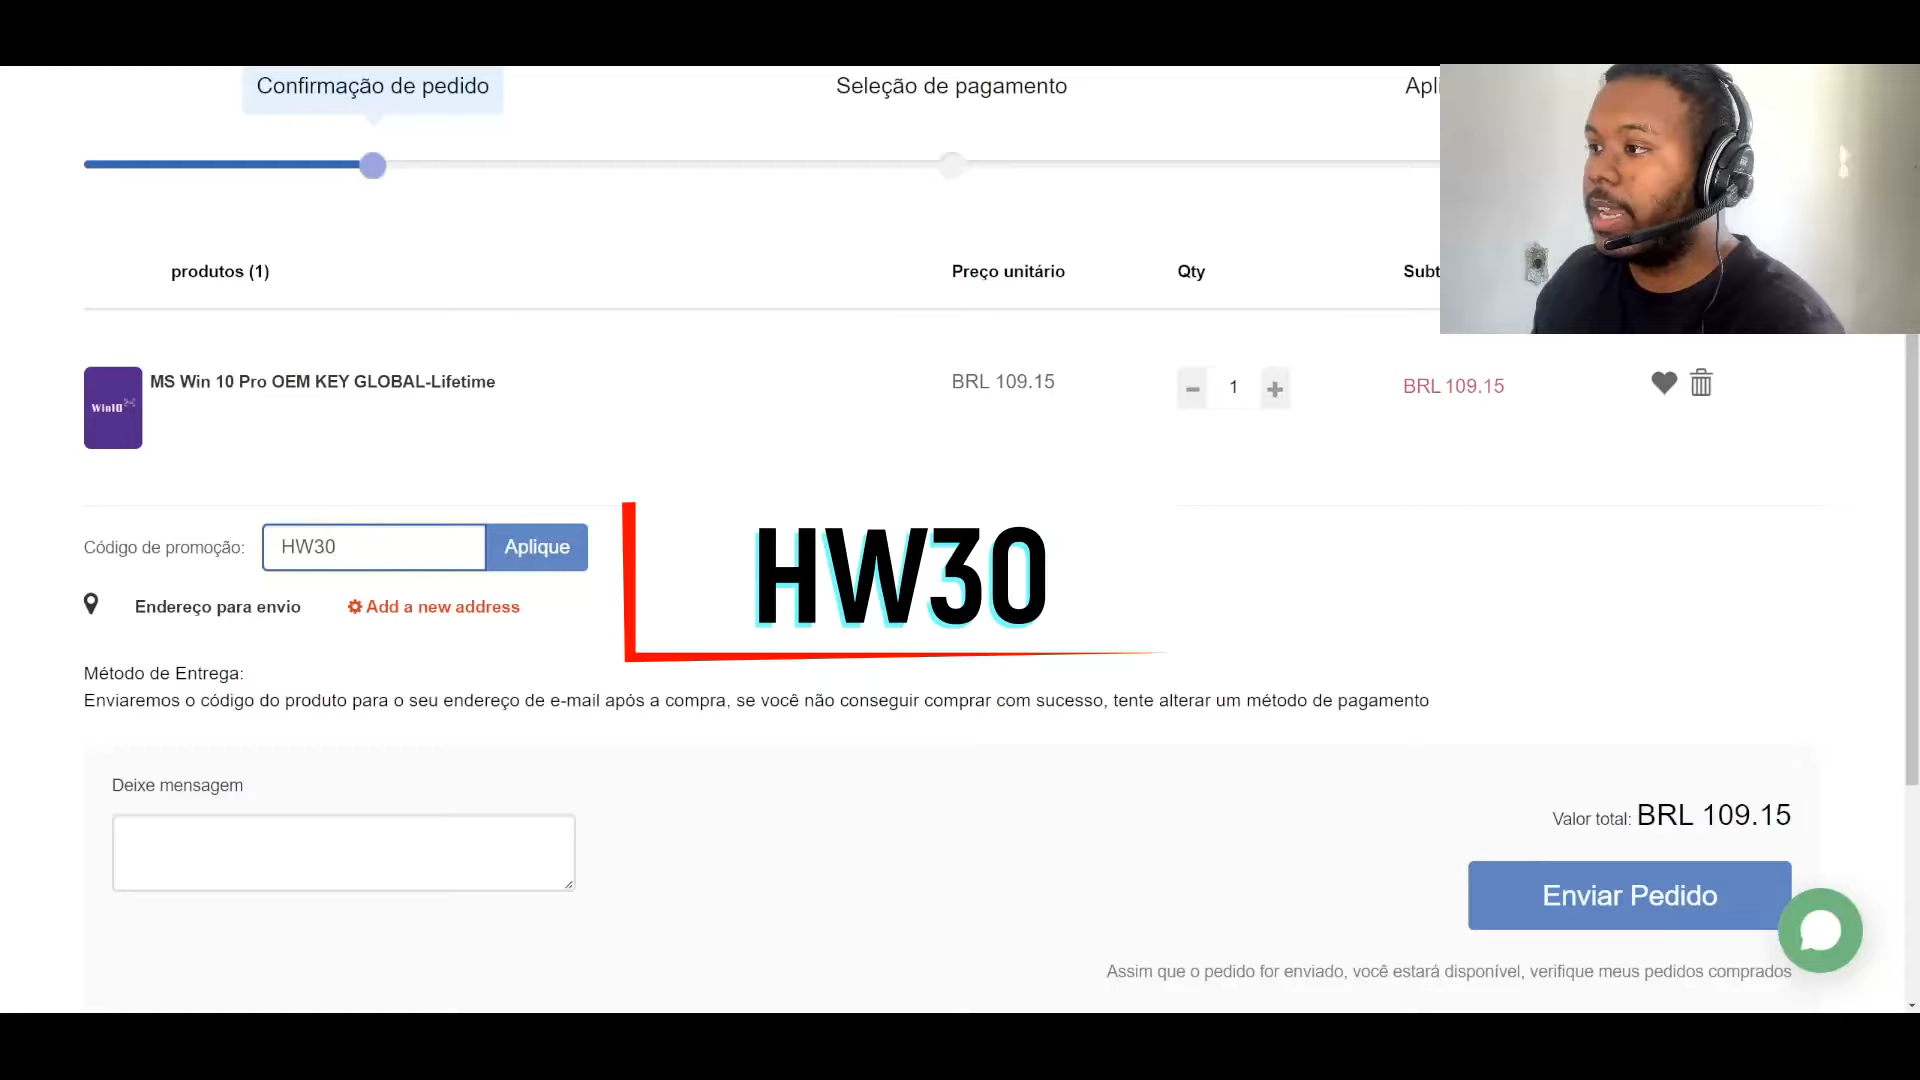 Confirmação de pedido
Seleção de pagamento
Apli
produtos (1)
Preço unitário
Qty
Subt
Win10
MS Win 10 Pro OEM KEY GLOBAL-Lifetime
BRL 109.15
1
BRL 109.15
Código de promoção:
HW30
Aplique
HW30
Endereço para envio
Add a new address
Método de Entrega:
Enviaremos o código do produto para o seu endereço de e-mail após a compra, se você não conseguir comprar com sucesso, tente alterar um método de pagamento
Deixe mensagem
Valor total: BRL 109.15
Enviar Pedido
Assim que o pedido for enviado, você estará disponível, verifique meus pedidos comprados